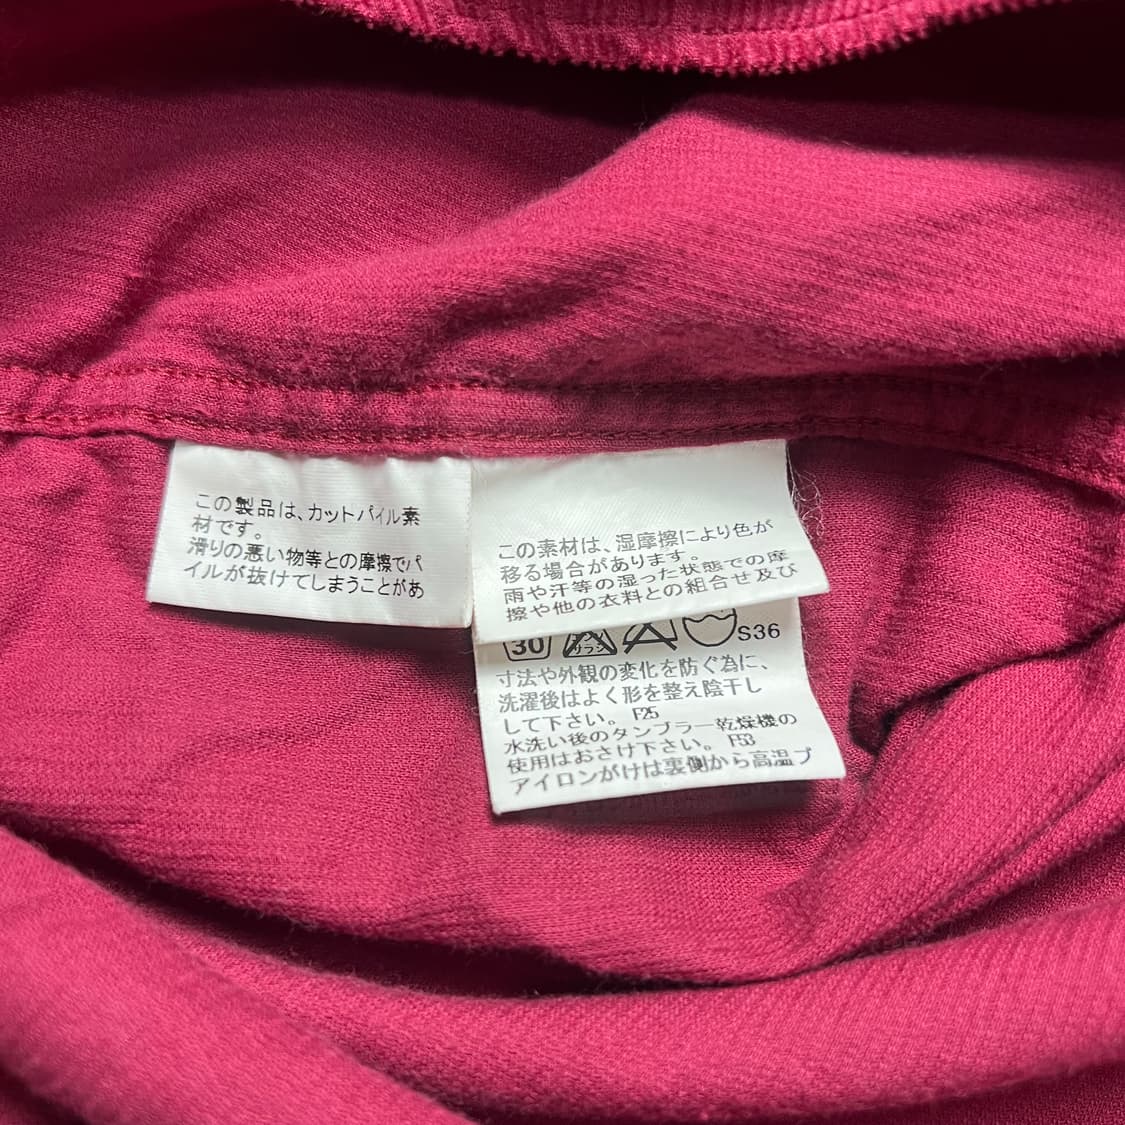 この製品は、カットパイル素
材です。
滑りの悪い物等との摩擦でパ
イルが抜けてしまうことがあ
この素材は、湿摩擦により色が
移る場合があります。
雨や汗等の湿った状態での摩
擦や他の衣料との組合せ及び
30 サラシ S36
寸法や外観の変化を防ぐ為に、
洗濯後はよく形を整え陰干し
して下さい。 F25
水洗い後のタンブラー乾燥機の
使用はおさけ下さい。 F53
アイロンがけは裏側から高温プ